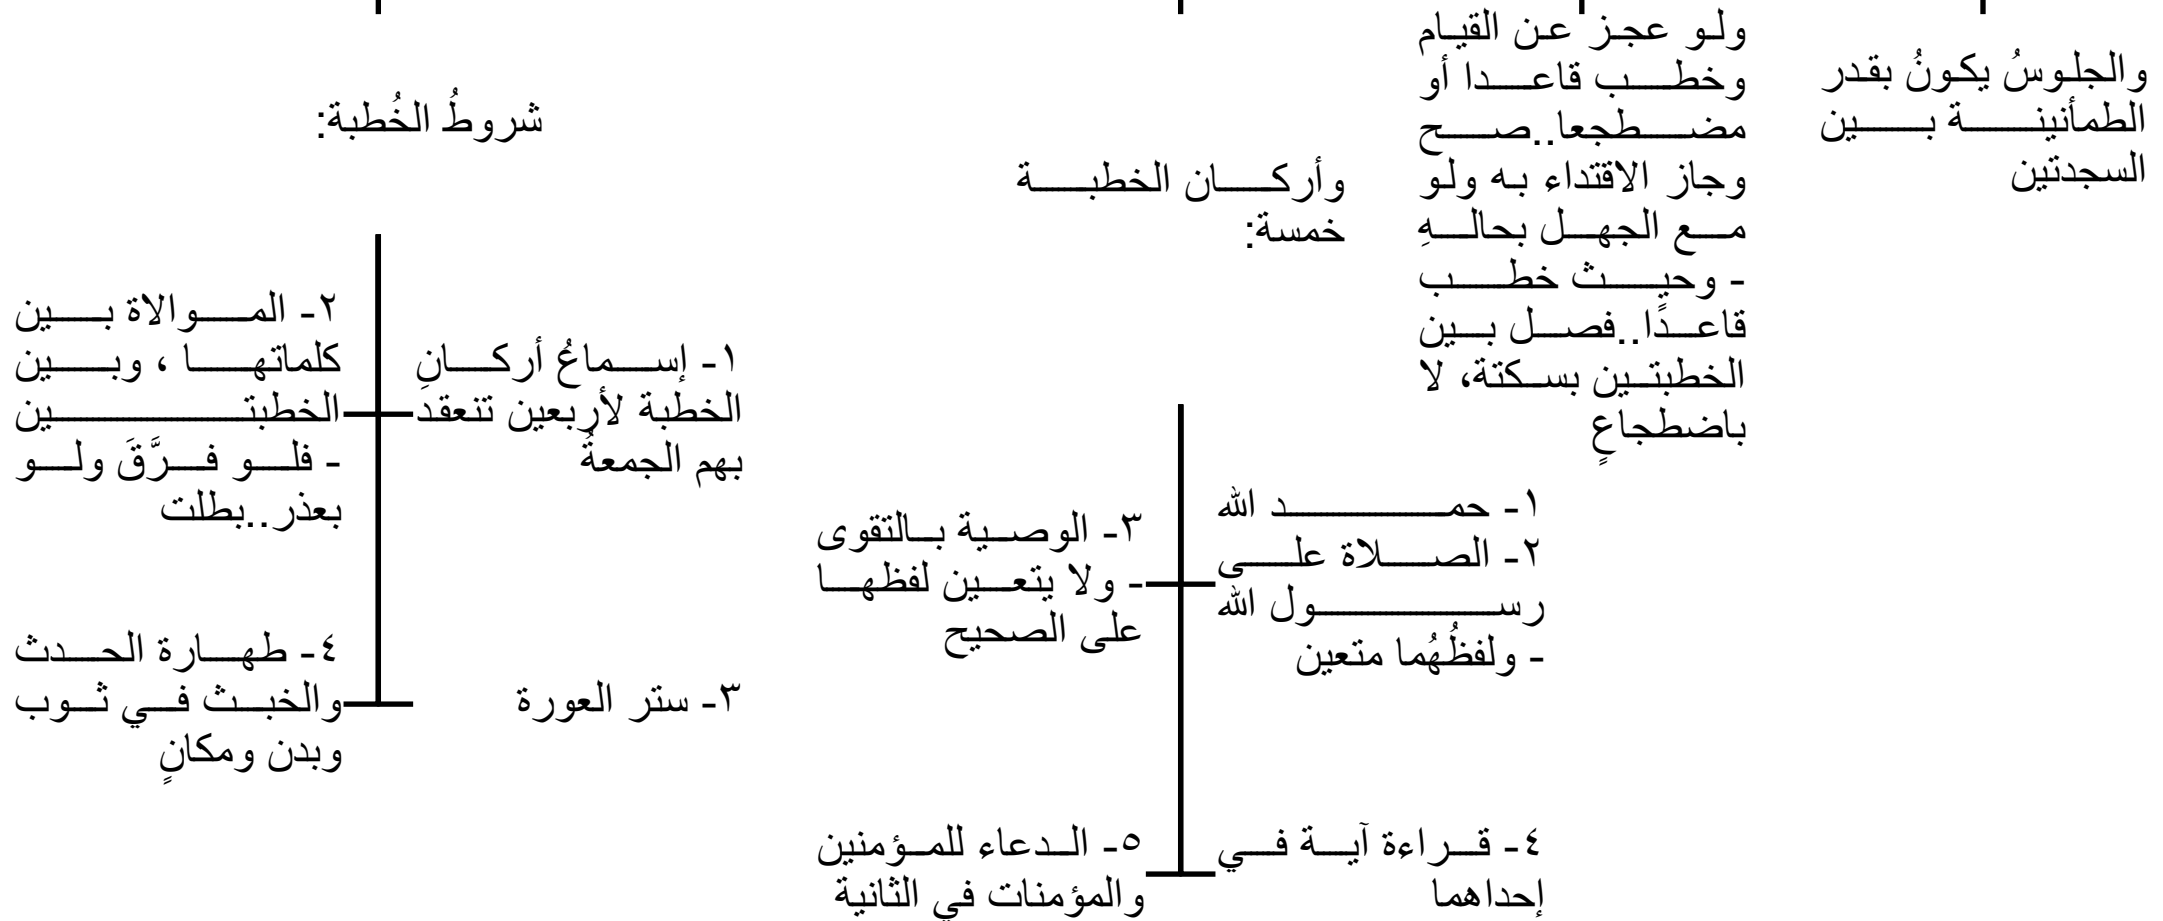 والجلوسُ يكونُ بقدر
الطمأنينة بين
السجدتين
ولو عجز عن القيام
وخطب قاعدا أو
مضطجعا..صح
وجاز الاقتداء به ولو
مع الجهل بحالهِ
- وحيث خطب
قاعدًا..فصل بين
الخطبتين بسكتة، لا
باضطجاعٍ
وأركان الخطبة
خمسة:
١- حمد الله
٢- الصلاة على
رسول الله
- ولفظُهُما متعين
٣- الوصية بالتقوى
- ولا يتعين لفظها
على الصحيح
٤- قراءة آية في
إحداهما
٥- الدعاء للمؤمنين
والمؤمنات في الثانية
شروطُ الخُطبة:
١- إسماعُ أركانِ
الخطبة لأربعين تنعقد
بهم الجمعةُ
٢- الموالاة بين
كلماتها ، وبين
الخطبتين
- فلو فرَّقَ ولو
بعذر..بطلت
٣- ستر العورة
٤- طهارة الحدث
والخبث في ثوب
وبدن ومكانٍ